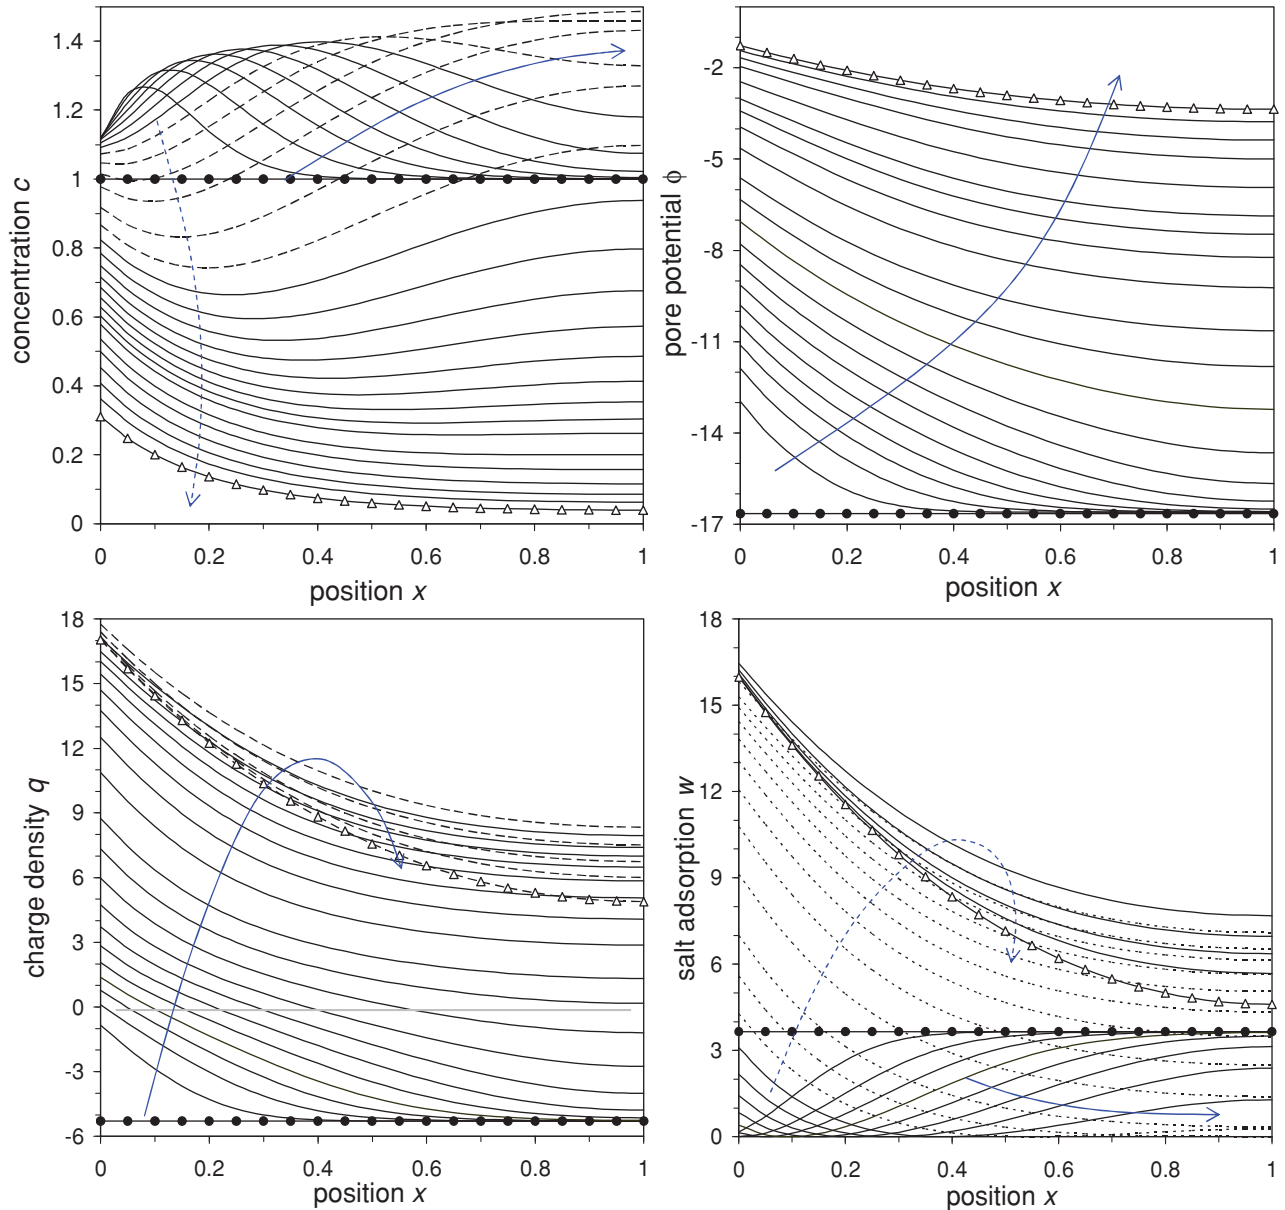 concentration c
1.4
1.2
1
0.8
0.6
0.4
0.2
0
0 0.2 0.4 0.6 0.8 1
position x
pore potential ϕ
-2
-5
-8
-11
-14
-17
0 0.2 0.4 0.6 0.8 1
position x
charge density q
18
15
12
9
6
3
0
-3
-6
0 0.2 0.4 0.6 0.8 1
position x
salt adsorption w
18
15
12
9
6
3
0
0 0.2 0.4 0.6 0.8 1
position x